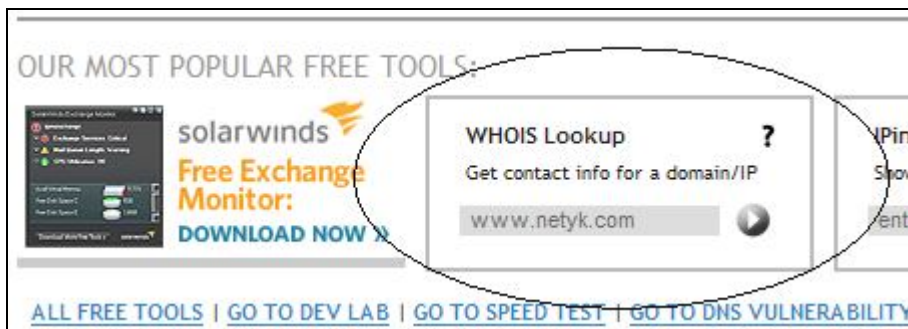 OUR MOST POPULAR FREE TOOLS:
solarwinds
Free Exchange
Monitor:
DOWNLOAD NOW »
WHOIS Lookup ?
Get contact info for a domain/IP
www.netyk.com
ALL FREE TOOLS | GO TO DEV LAB | GO TO SPEED TEST | GO TO DNS VULNERABILITY